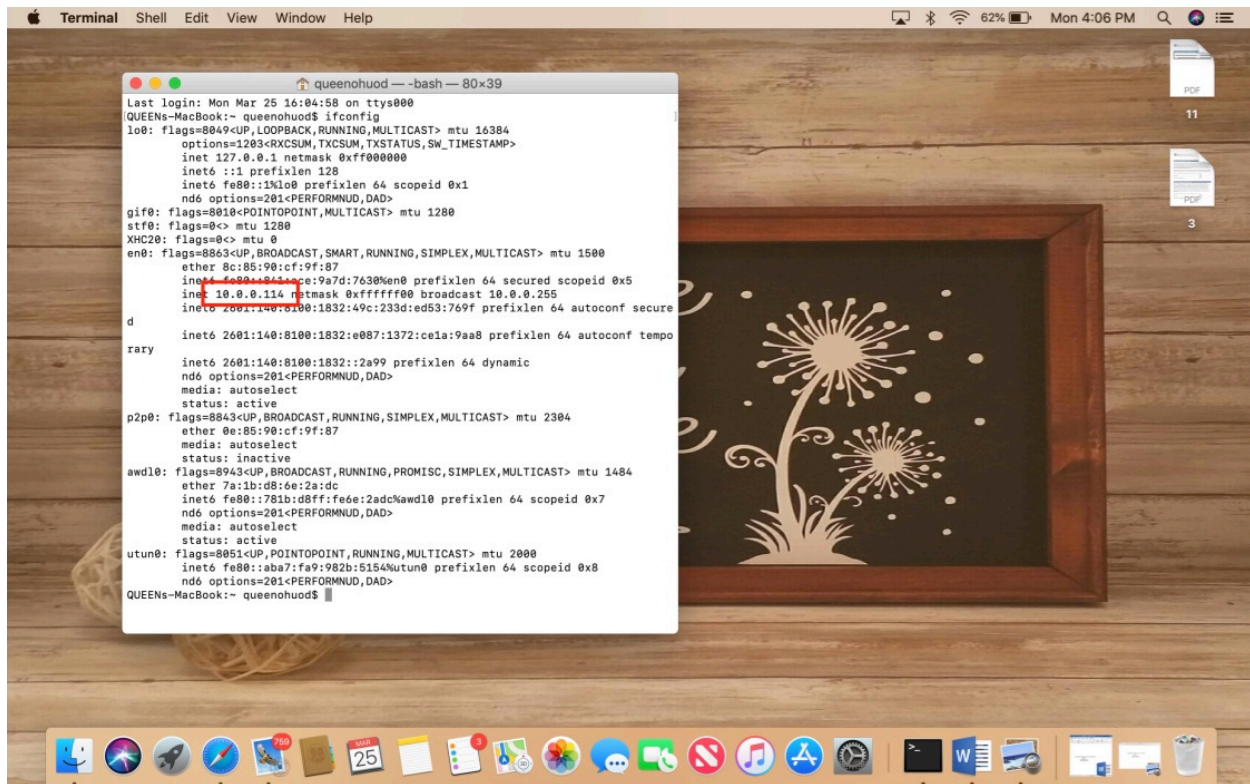 Terminal Shell Edit View Window Help
62% Mon 4:06 PM
queenohuod — -bash — 80×39
Last login: Mon Mar 25 16:04:58 on ttys000
[QUEENs-MacBook:~ queenohuod$ ifconfig ]
lo0: flags=8049<UP,LOOPBACK,RUNNING,MULTICAST> mtu 16384
options=1203<RXCSUM,TXCSUM,TXSTATUS,SW_TIMESTAMP>
inet 127.0.0.1 netmask 0xff000000
inet6 ::1 prefixlen 128
inet6 fe80::1%lo0 prefixlen 64 scopeid 0x1
nd6 options=201<PERFORMNUD,DAD>
gif0: flags=8010<POINTOPOINT,MULTICAST> mtu 1280
stf0: flags=0<> mtu 1280
XHC20: flags=0<> mtu 0
en0: flags=8863<UP,BROADCAST,SMART,RUNNING,SIMPLEX,MULTICAST> mtu 1500
ether 8c:85:90:cf:9f:87
inet6 fe80::841:ace:9a7d:7630%en0 prefixlen 64 secured scopeid 0x5
inet 10.0.0.114 netmask 0xffffff00 broadcast 10.0.0.255
inet6 2601:140:8100:1832:49c:233d:ed53:769f prefixlen 64 autoconf secure
d
inet6 2601:140:8100:1832:e087:1372:ce1a:9aa8 prefixlen 64 autoconf tempo
rary
inet6 2601:140:8100:1832::2a99 prefixlen 64 dynamic
nd6 options=201<PERFORMNUD,DAD>
media: autoselect
status: active
p2p0: flags=8843<UP,BROADCAST,RUNNING,SIMPLEX,MULTICAST> mtu 2304
ether 0e:85:90:cf:9f:87
media: autoselect
status: inactive
awdl0: flags=8943<UP,BROADCAST,RUNNING,PROMISC,SIMPLEX,MULTICAST> mtu 1484
ether 7a:1b:d8:6e:2a:dc
inet6 fe80::781b:d8ff:fe6e:2adc%awdl0 prefixlen 64 scopeid 0x7
nd6 options=201<PERFORMNUD,DAD>
media: autoselect
status: active
utun0: flags=8051<UP,POINTOPOINT,RUNNING,MULTICAST> mtu 2000
inet6 fe80::aba7:fa9:982b:5154%utun0 prefixlen 64 scopeid 0x8
nd6 options=201<PERFORMNUD,DAD>
QUEENs-MacBook:~ queenohuod$
PDF
11
PDF
3
759
MAR
25
3